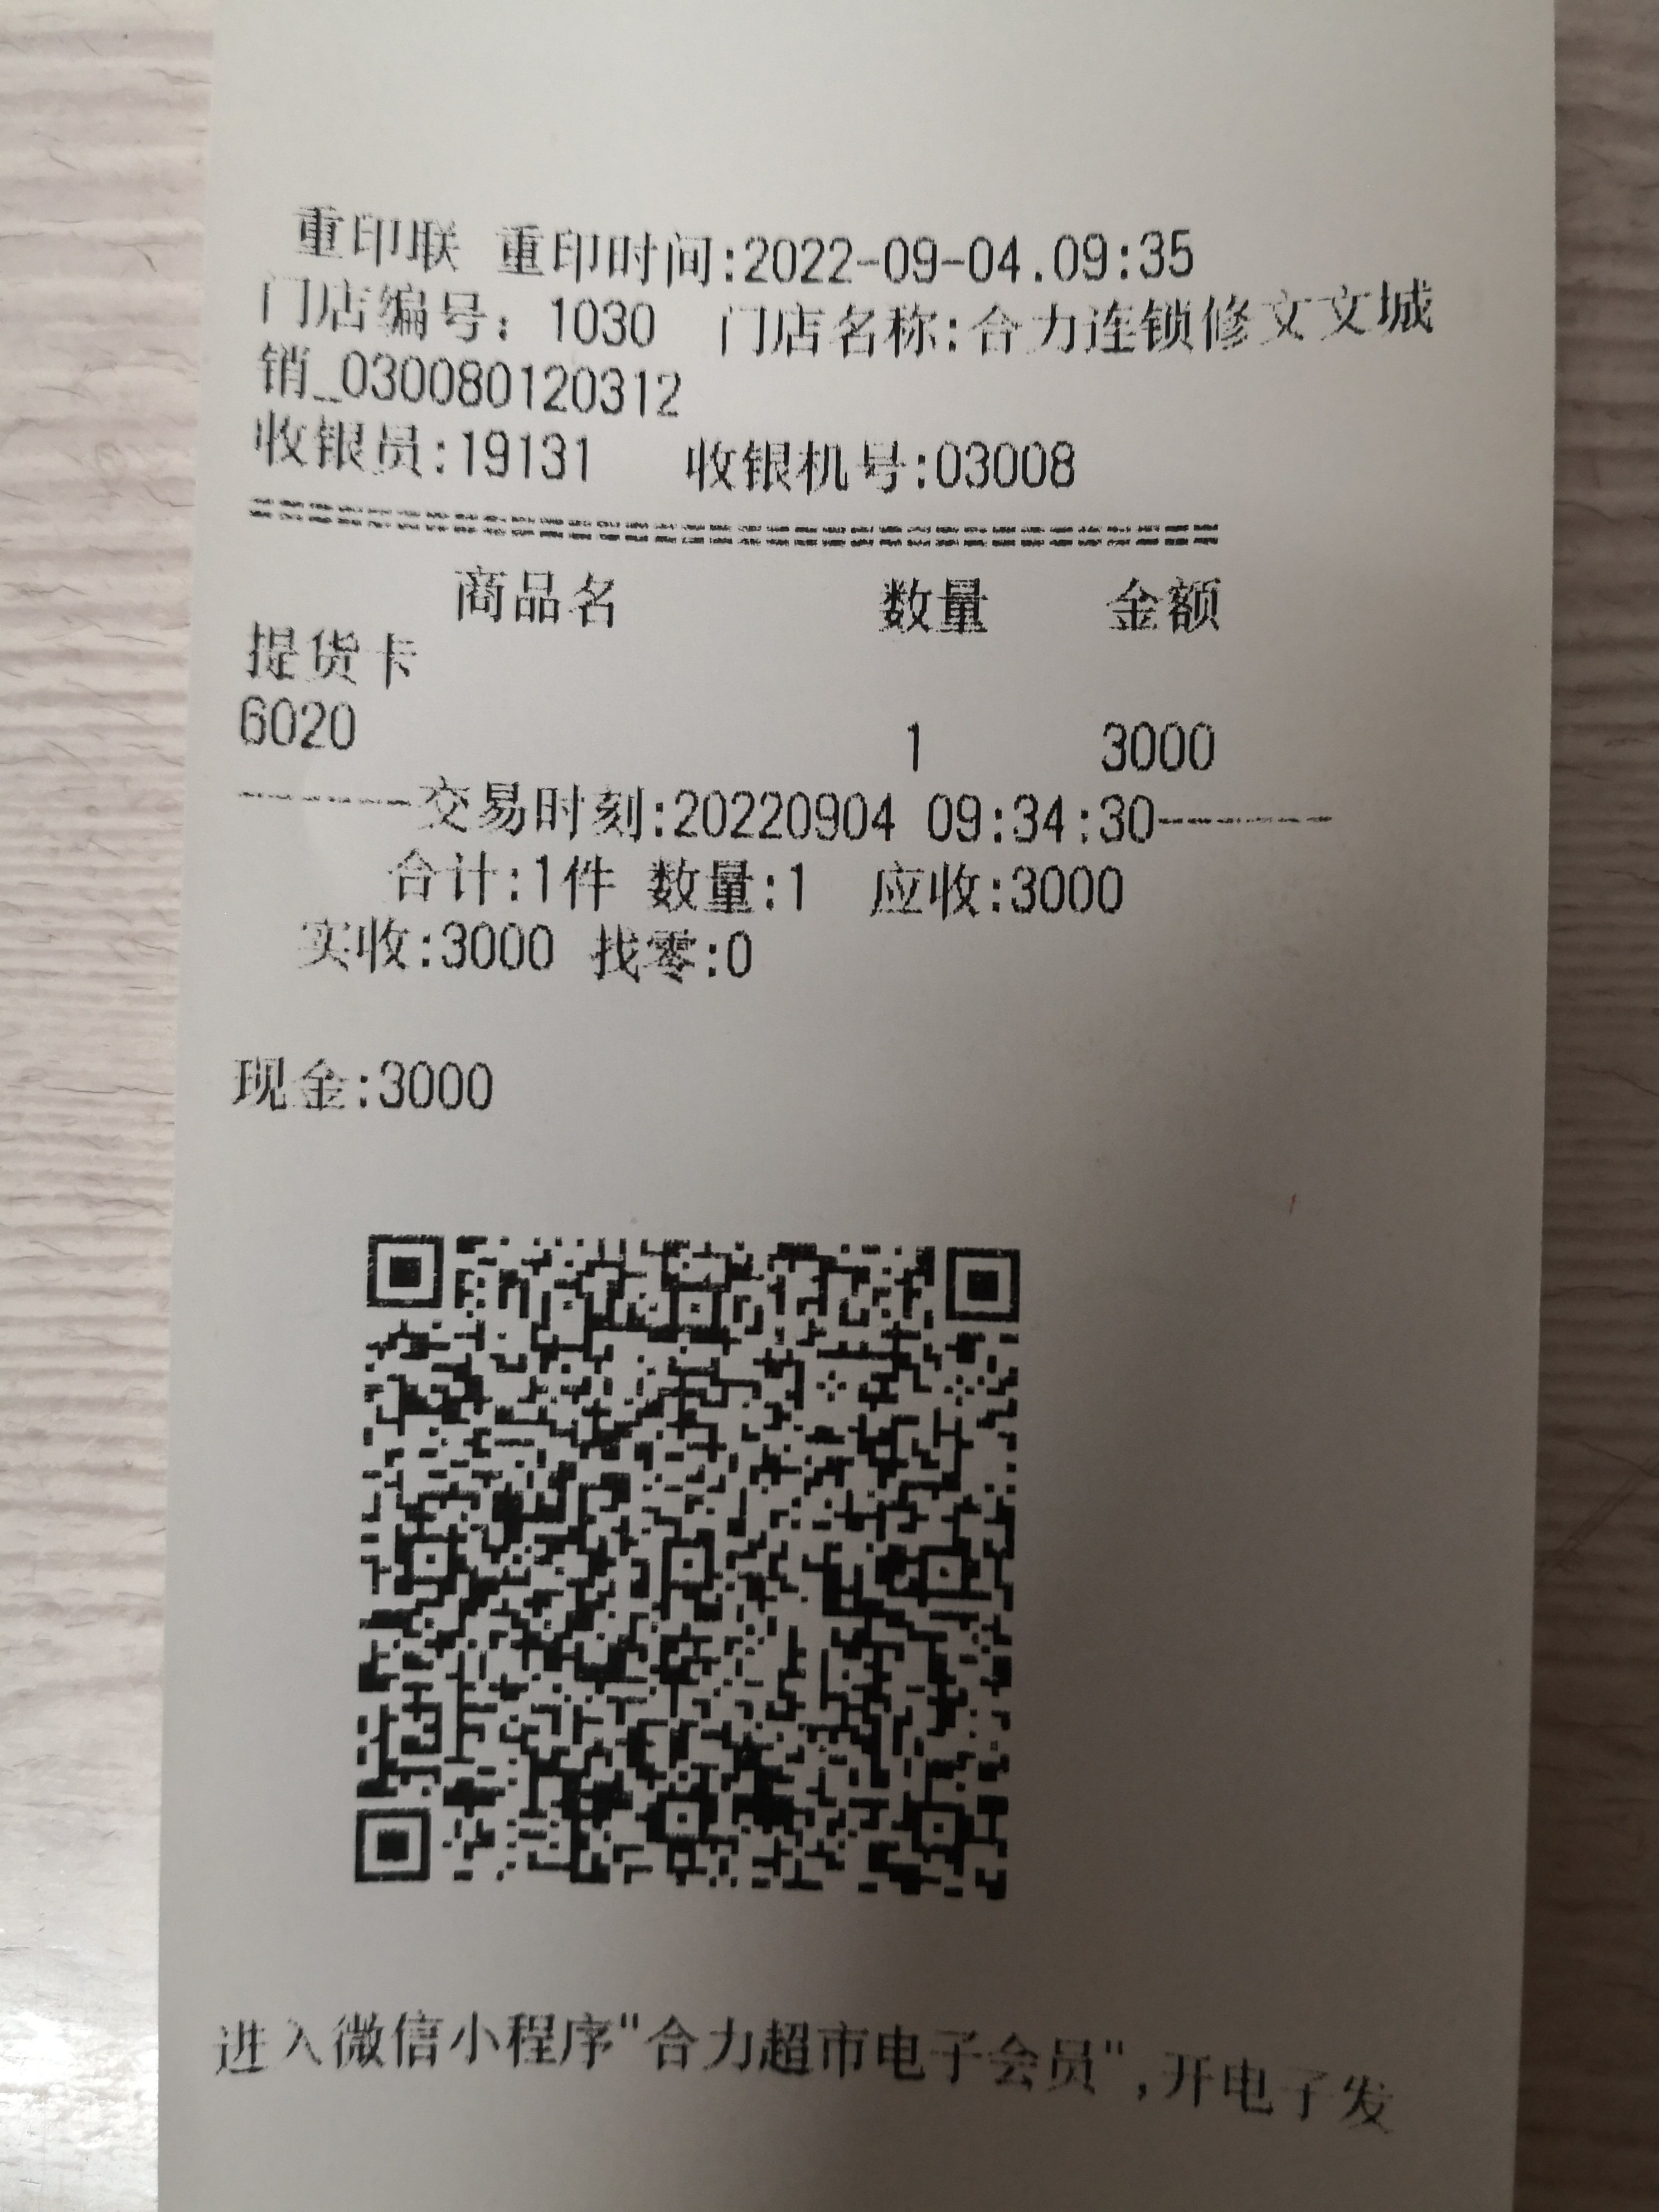 重印联 重印时间:2022-09-04.09:35
门店编号：1030 门店名称:合力连锁修文文城
销_030080120312
收银员:19131 收银机号:03008
==================================
商品名 数量 金额
提货卡
6020 1 3000
------交易时刻:20220904 09:34:30------
合计:1件 数量:1 应收:3000
实收:3000 找零:0
现金:3000
进入微信小程序"合力超市电子会员",开电子发